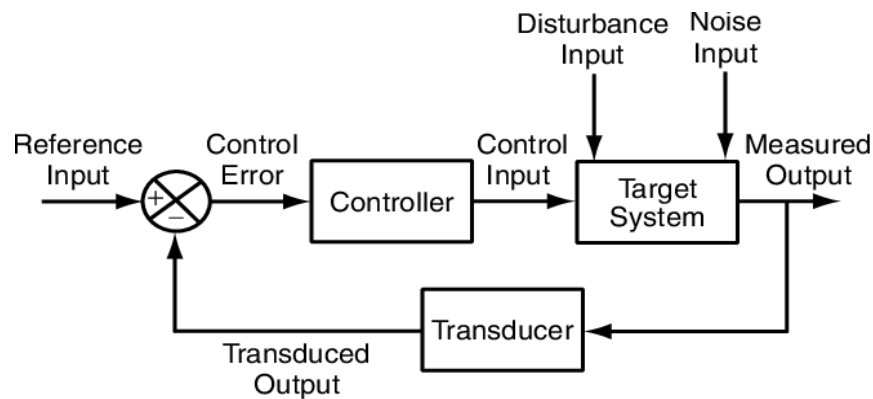 Disturbance
Input
Noise
Input
Reference
Input
Control
Error
Control
Input
Measured
Output
+
−
Controller
Target
System
Transducer
Transduced
Output